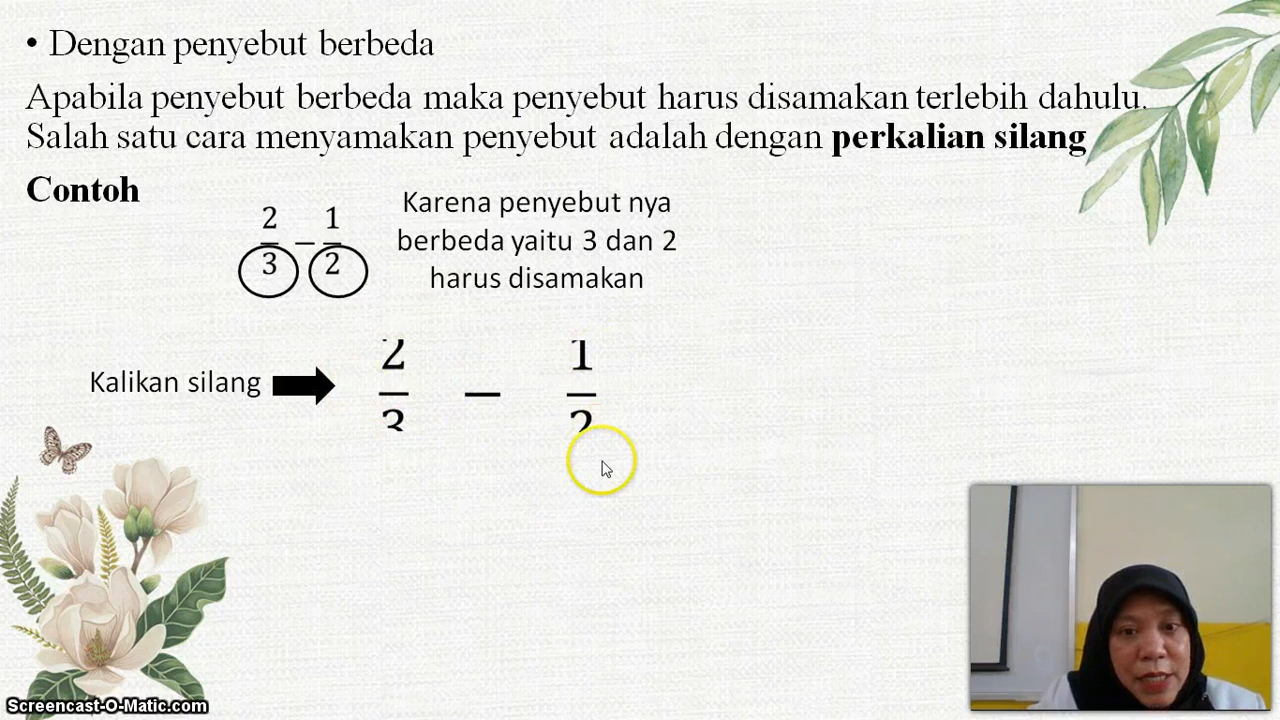 • Dengan penyebut berbeda
Apabila penyebut berbeda maka penyebut harus disamakan terlebih dahulu.
Salah satu cara menyamakan penyebut adalah dengan perkalian silang
Contoh
2/3 − 1/2
Karena penyebut nya
berbeda yaitu 3 dan 2
harus disamakan
Kalikan silang
2/3 − 1/2
Screencast-O-Matic.com